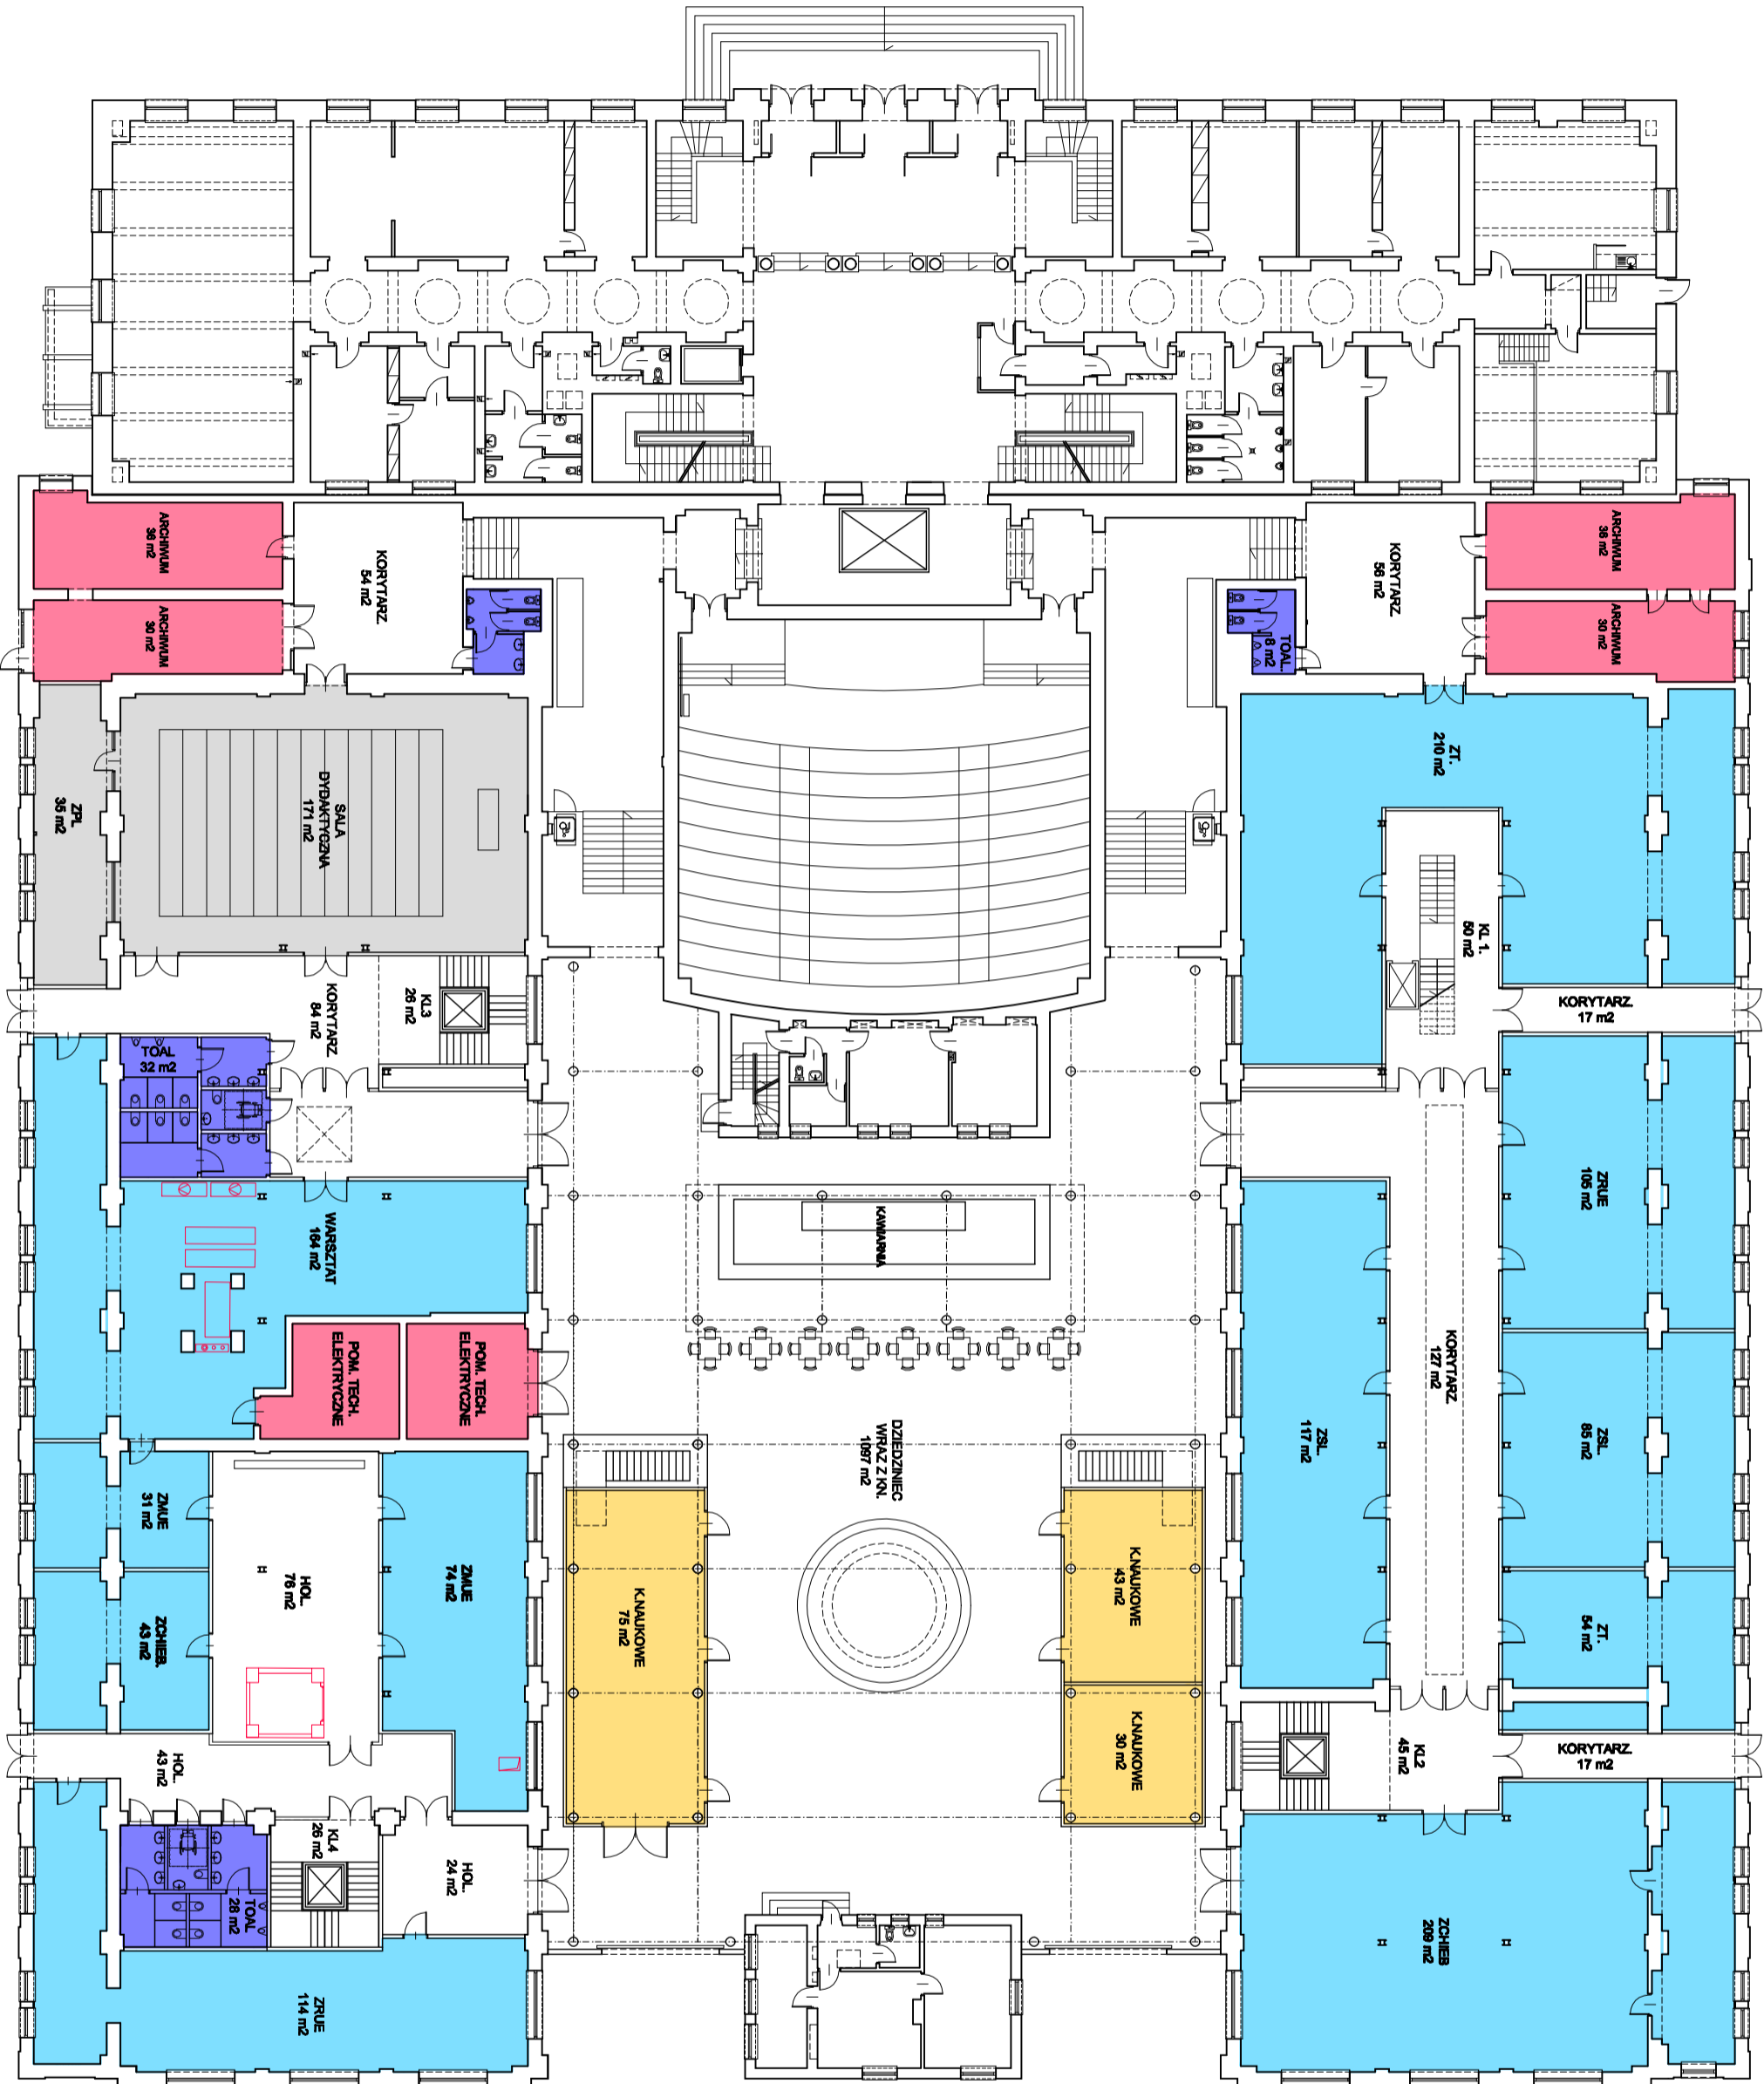 ARCHIWUM
36 m2
ARCHIWUM
30 m2
KORYTARZ
54 m2
KORYTARZ
56 m2
TOAL.
8 m2
ARCHIWUM
38 m2
ARCHIWUM
30 m2
ZPL
35 m2
SALA
DYDAKTYCZNA
171 m2
ZT.
210 m2
KL 1.
50 m2
KORYTARZ
84 m2
KL3
26 m2
KORYTARZ.
17 m2
TOAL
32 m2
WARSZTAT
164 m2
KAWIARNIA
ZRUE
105 m2
POM. TECH.
ELEKTRYCZNE
POM. TECH.
ELEKTRYCZNE
KORYTARZ
127 m2
DZIEDZINIEC
WRAZ Z KN.
1097 m2
ZSL
117 m2
ZSL
85 m2
ZMUE
31 m2
HOL.
76 m2
ZMUE
74 m2
K.NAUKOWE
75 m2
K.NAUKOWE
43 m2
ZT.
54 m2
ZCHIEB.
43 m2
K.NAUKOWE
30 m2
KL2
45 m2
KORYTARZ.
17 m2
HOL.
43 m2
KL4
26 m2
HOL.
24 m2
TOAL
28 m2
ZCHIEB
209 m2
ZRUE
114 m2